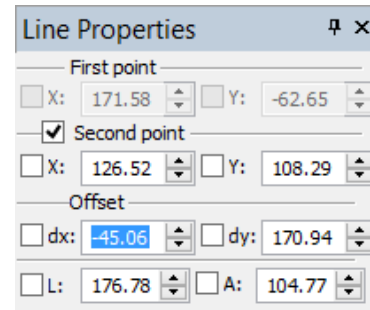 Line Properties
First point
X: 171.58 Y: -62.65
Second point
X: 126.52 Y: 108.29
Offset
dx: -45.06 dy: 170.94
L: 176.78 A: 104.77